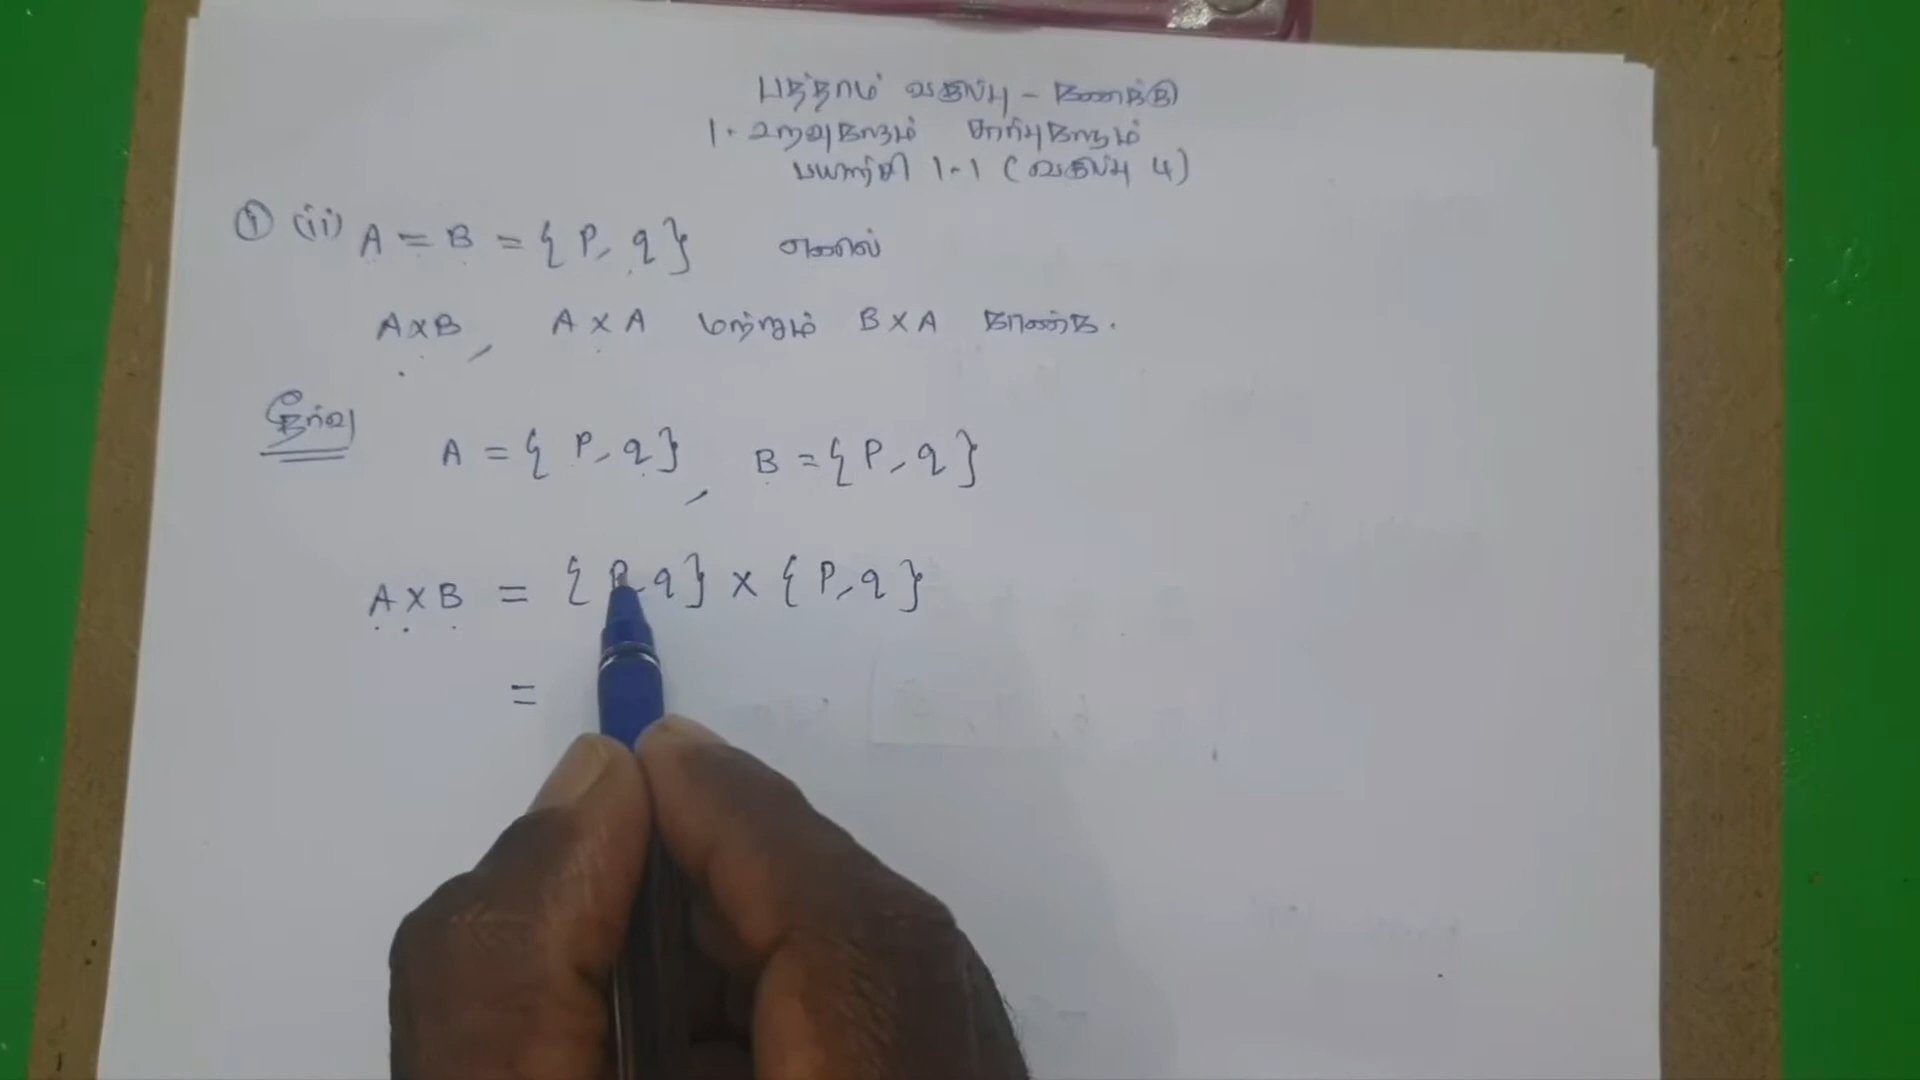 பத்தாம் வகுப்பு - கணக்கு
1. உறவுகளும் சார்புகளும்
பயிற்சி 1.1 (வகுப்பு 4)
① (ii) A = B = {P, q} எனில்
A×B, A×A மற்றும் B×A காண்க.
தீர்வு
A = {P, q}, B = {P, q}
A×B = {P, q} × {P, q}
=